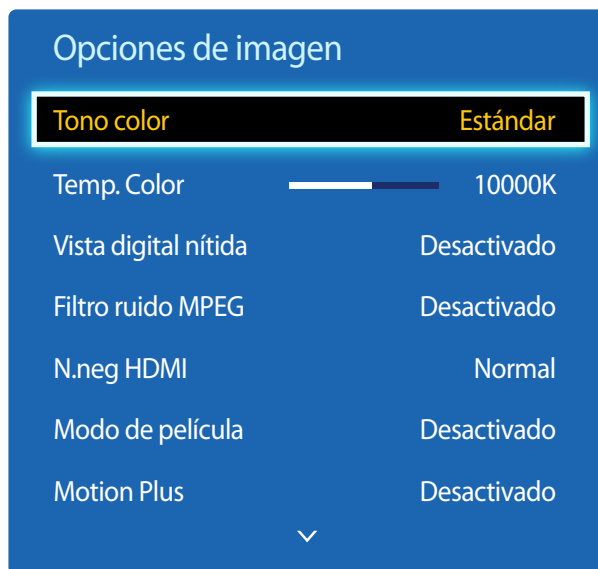 Opciones de imagen
Tono color Estándar
Temp. Color 10000K
Vista digital nítida Desactivado
Filtro ruido MPEG Desactivado
N.neg HDMI Normal
Modo de película Desactivado
Motion Plus Desactivado